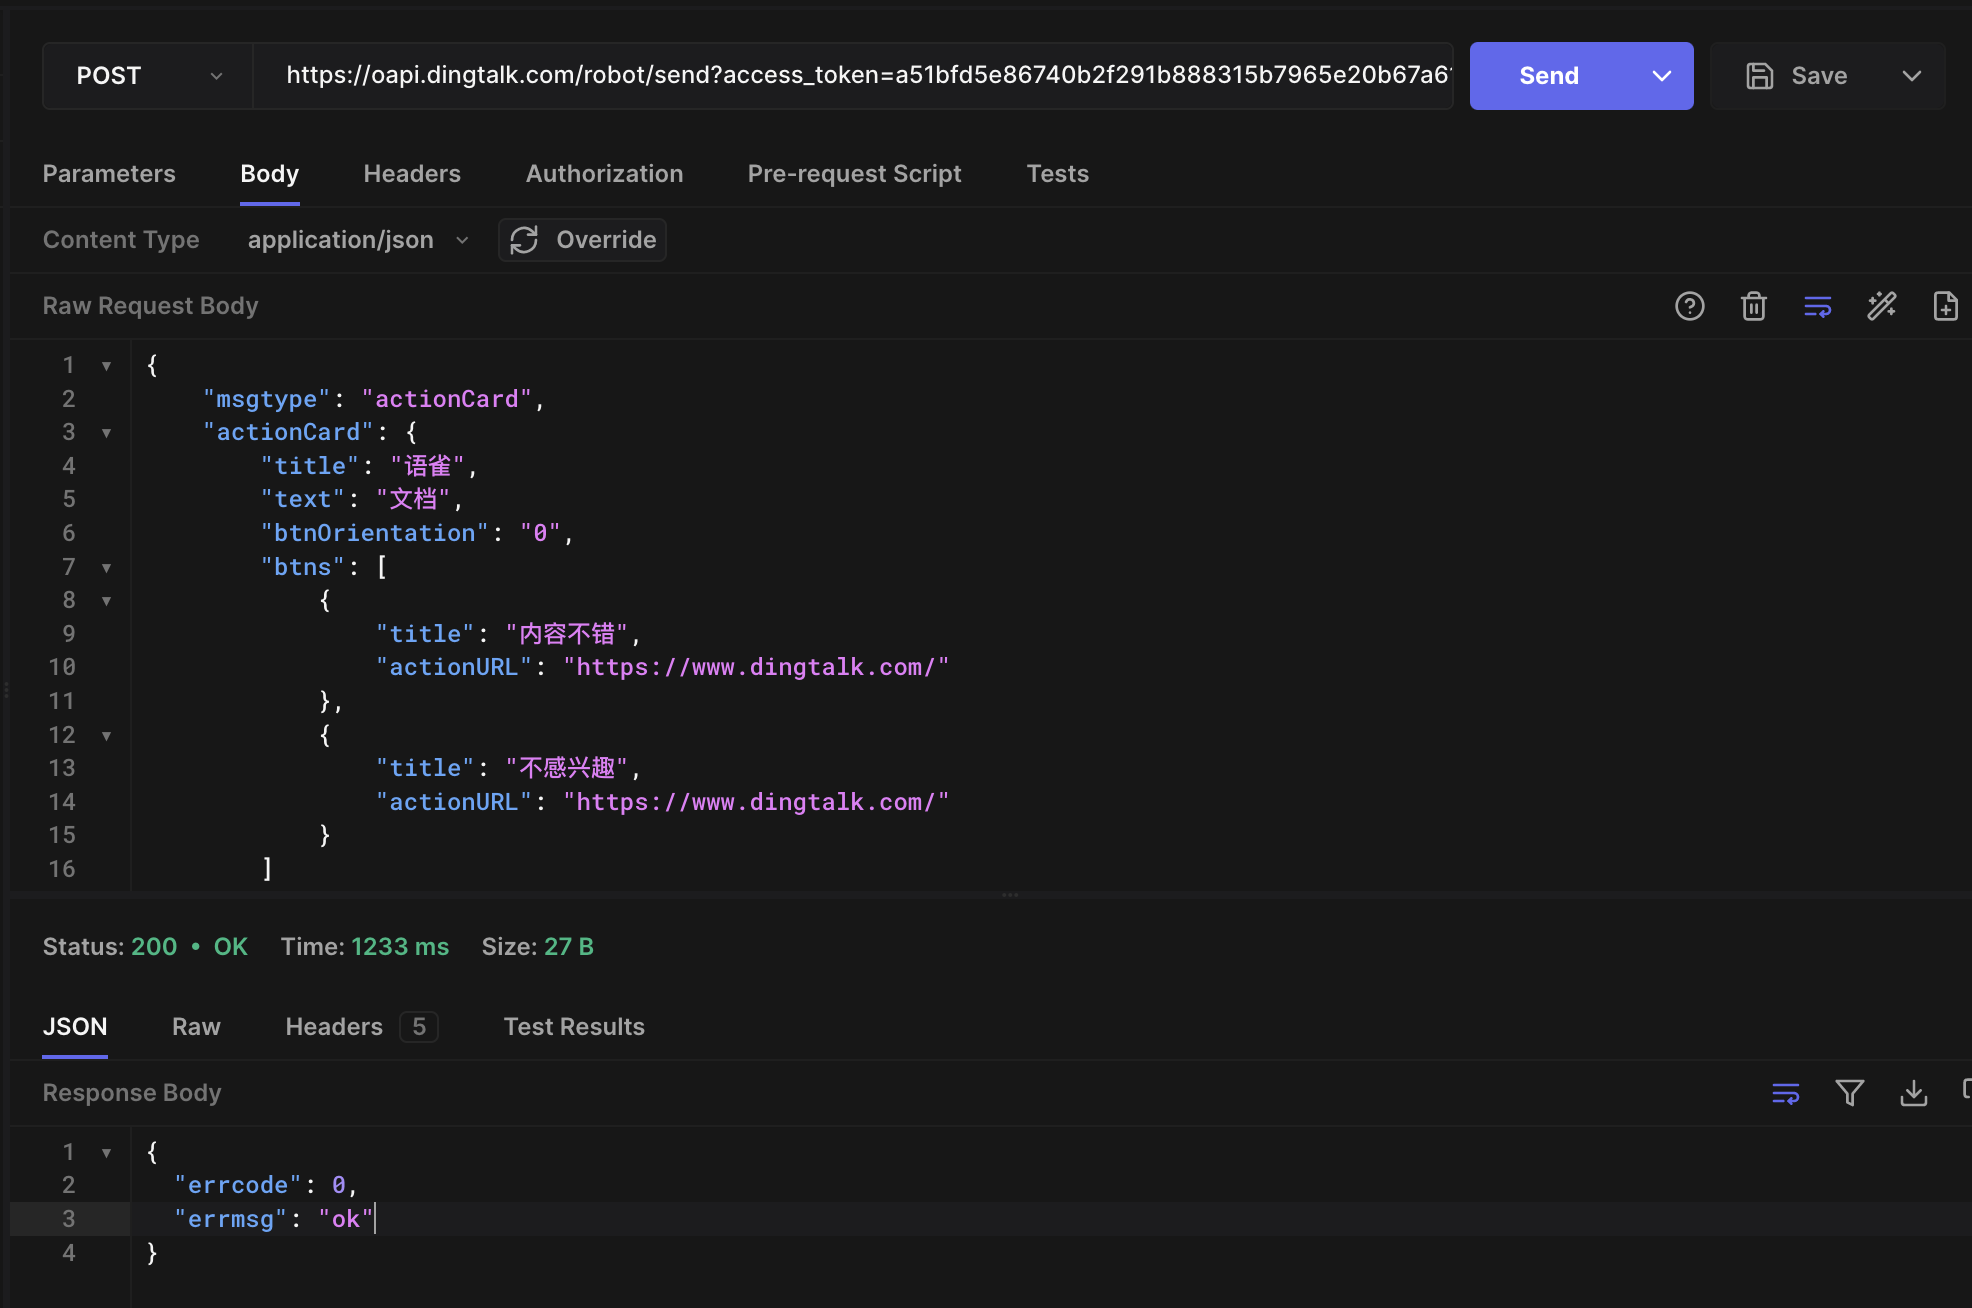 POST https://oapi.dingtalk.com/robot/send?access_token=a51bfd5e86740b2f291b888315b7965e20b67a6 Send Save
Parameters Body Headers Authorization Pre-request Script Tests
Content Type application/json Override
Raw Request Body
1 {
2 "msgtype": "actionCard",
3 "actionCard": {
4 "title": "语雀",
5 "text": "文档",
6 "btnOrientation": "0",
7 "btns": [
8 {
9 "title": "内容不错",
10 "actionURL": "https://www.dingtalk.com/"
11 },
12 {
13 "title": "不感兴趣",
14 "actionURL": "https://www.dingtalk.com/"
15 }
16 ]
Status: 200 • OK Time: 1233 ms Size: 27 B
JSON Raw Headers 5 Test Results
Response Body
1 {
2 "errcode": 0,
3 "errmsg": "ok"
4 }